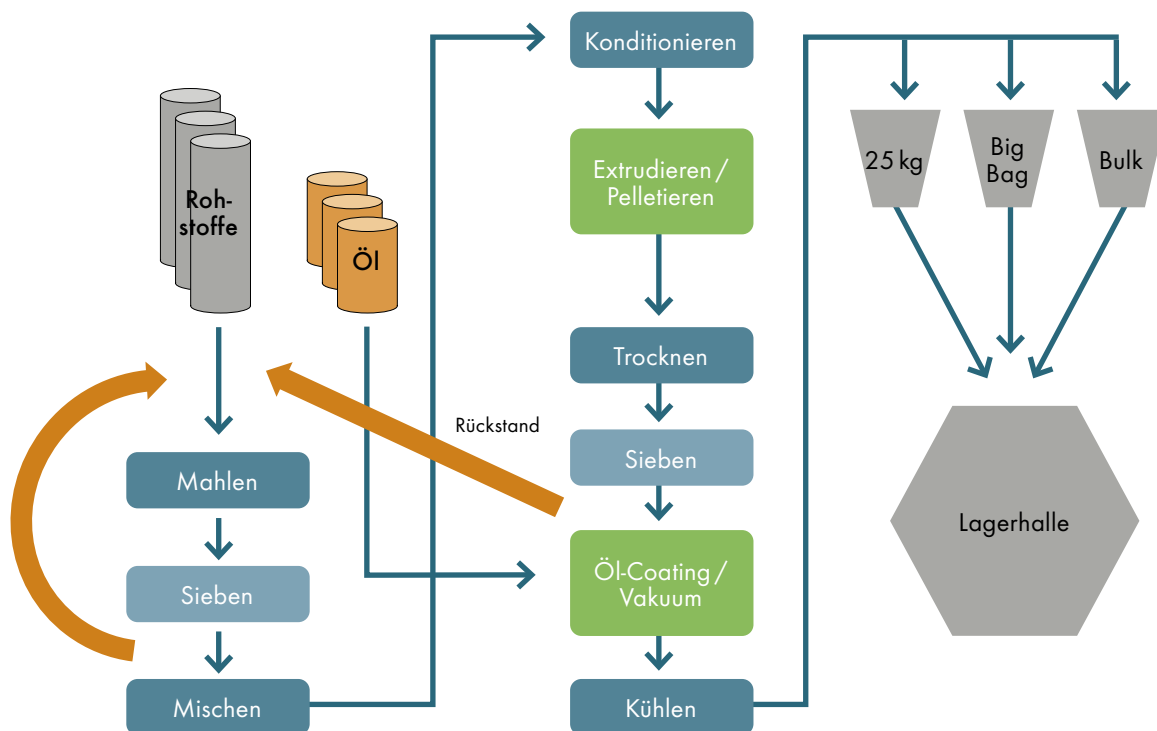 Roh-
stoffe
Öl
Mahlen
Sieben
Mischen
Konditionieren
Extrudieren /
Pelletieren
Trocknen
Rückstand
Sieben
Öl-Coating /
Vakuum
Kühlen
25 kg
Big
Bag
Bulk
Lagerhalle